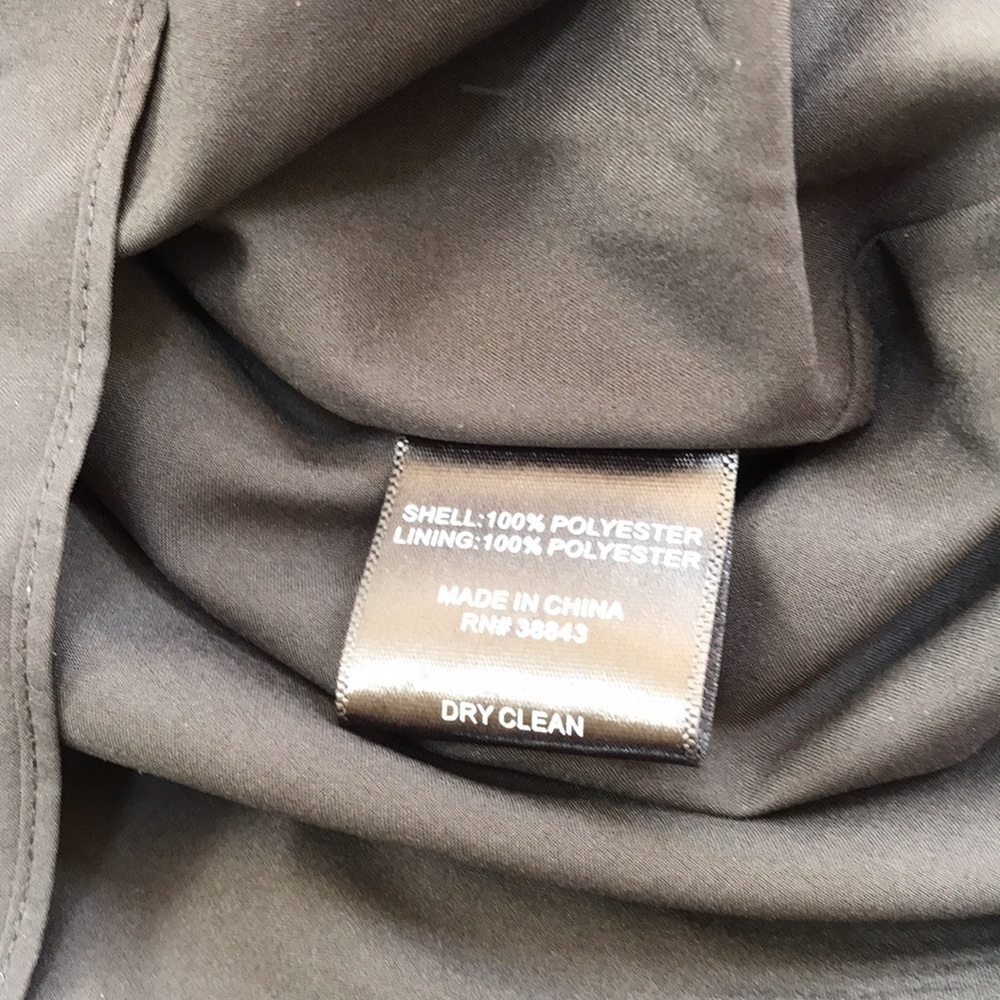 SHELL:100% POLYESTER
LINING:100% POLYESTER
MADE IN CHINA
RN# 38843
DRY CLEAN